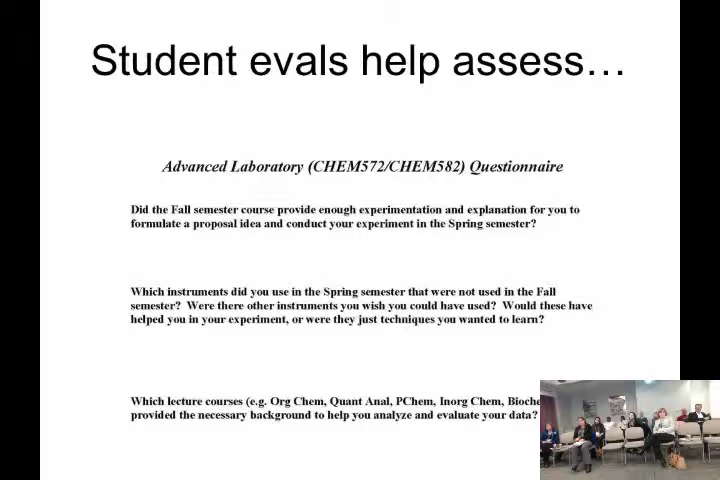 Student evals help assess…
Advanced Laboratory (CHEM572/CHEM582) Questionnaire
Did the Fall semester course provide enough experimentation and explanation for you to
formulate a proposal idea and conduct your experiment in the Spring semester?
Which instruments did you use in the Spring semester that were not used in the Fall
semester? Were there other instruments you wish you could have used? Would these have
helped you in your experiment, or were they just techniques you wanted to learn?
Which lecture courses (e.g. Org Chem, Quant Anal, PChem, Inorg Chem, Bioche
provided the necessary background to help you analyze and evaluate your data?